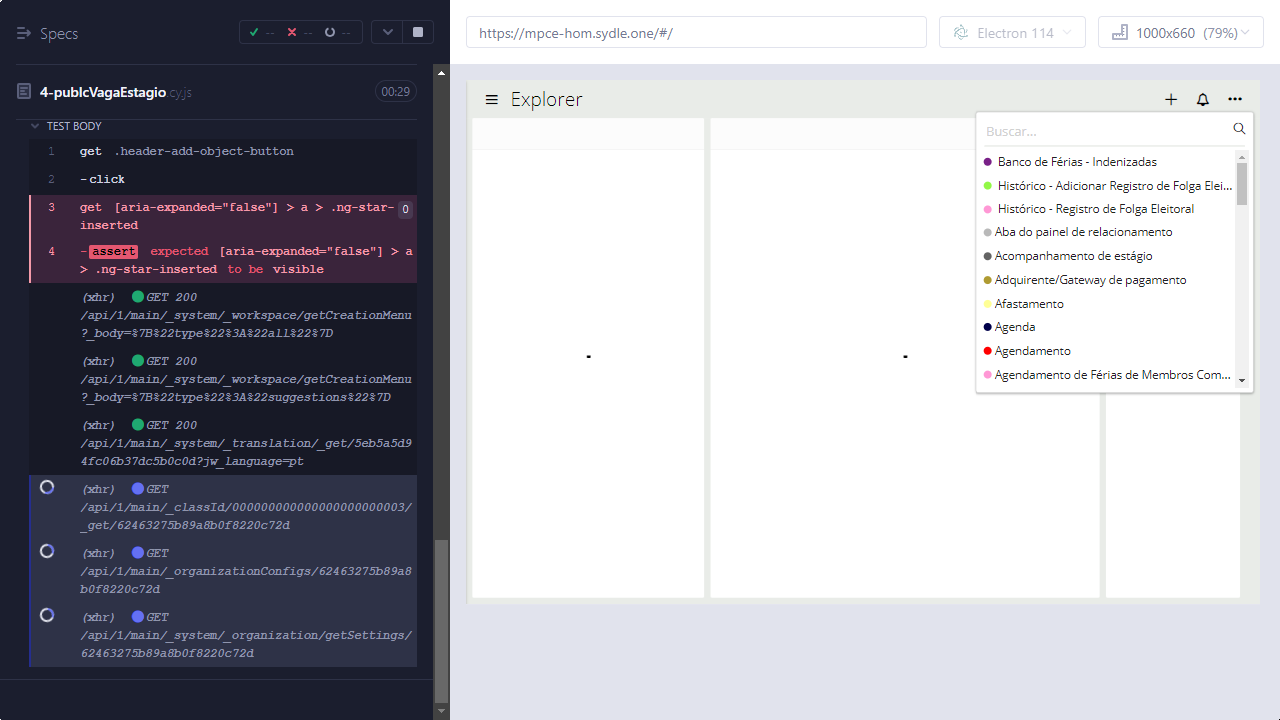 Specs
-- -- --
4-publcVagaEstagio cy.js
00:29
TEST BODY
1 get .header-add-object-button
2 -click
3 get [aria-expanded="false"] > a > .ng-star-
inserted
0
4 -assert expected [aria-expanded="false"] > a
> .ng-star-inserted to be visible
(xhr) GET 200
/api/1/main/_system/_workspace/getCreationMenu
?_body=%7B%22type%22%3A%22all%22%7D
(xhr) GET 200
/api/1/main/_system/_workspace/getCreationMenu
?_body=%7B%22type%22%3A%22suggestions%22%7D
(xhr) GET 200
/api/1/main/_system/_translation/_get/5eb5a5d9
4fc06b37dc5b0c0d?jw_language=pt
(xhr) GET
/api/1/main/_classId/000000000000000000000003/
_get/62463275b89a8b0f8220c72d
(xhr) GET
/api/1/main/_organizationConfigs/62463275b89a8
b0f8220c72d
(xhr) GET
/api/1/main/_system/_organization/getSettings/
62463275b89a8b0f8220c72d
https://mpce-hom.sydle.one/#/
Electron 114
1000x660 (79%)
Explorer
Buscar...
Banco de Férias - Indenizadas
Histórico - Adicionar Registro de Folga Elei...
Histórico - Registro de Folga Eleitoral
Aba do painel de relacionamento
Acompanhamento de estágio
Adquirente/Gateway de pagamento
Afastamento
Agenda
Agendamento
Agendamento de Férias de Membros Com...